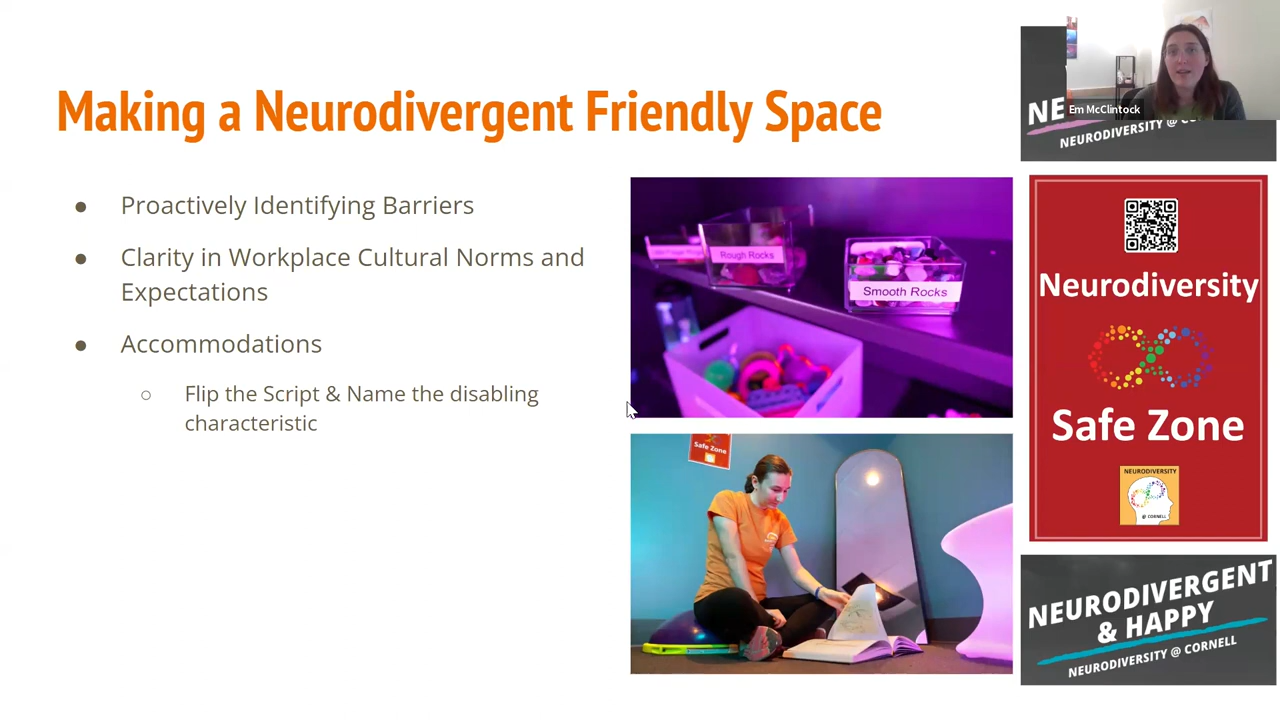 Making a Neurodivergent Friendly Space
● Proactively Identifying Barriers
● Clarity in Workplace Cultural Norms and
Expectations
● Accommodations
○ Flip the Script & Name the disabling
characteristic
Rough Rocks
Smooth Rocks
Safe Zone
NE
Em McClintock
NEURODIVERSITY @
Neurodiversity
Safe Zone
NEURODIVERSITY
@ CORNELL
NEURODIVERGENT
& HAPPY
NEURODIVERSITY @ CORNELL